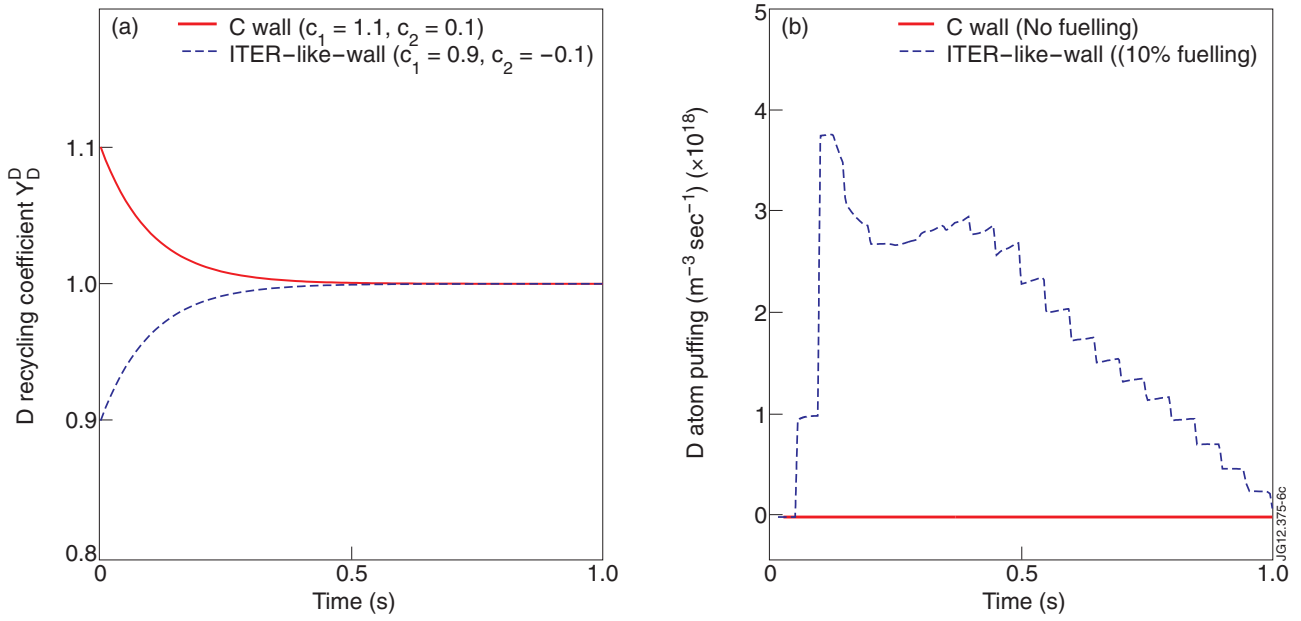 (a)
C wall (c₁ = 1.1, c₂ = 0.1)
ITER–like–wall (c₁ = 0.9, c₂ = –0.1)
D recycling coefficient Y_D^D
1.1
1.0
0.9
0.8
0
0.5
1.0
Time (s)
(b)
C wall (No fuelling)
ITER–like–wall ((10% fuelling)
D atom puffing (m⁻³ sec⁻¹) (×10¹⁸)
5
4
3
2
1
0
0
0.5
1.0
Time (s)
JG12.375-6c